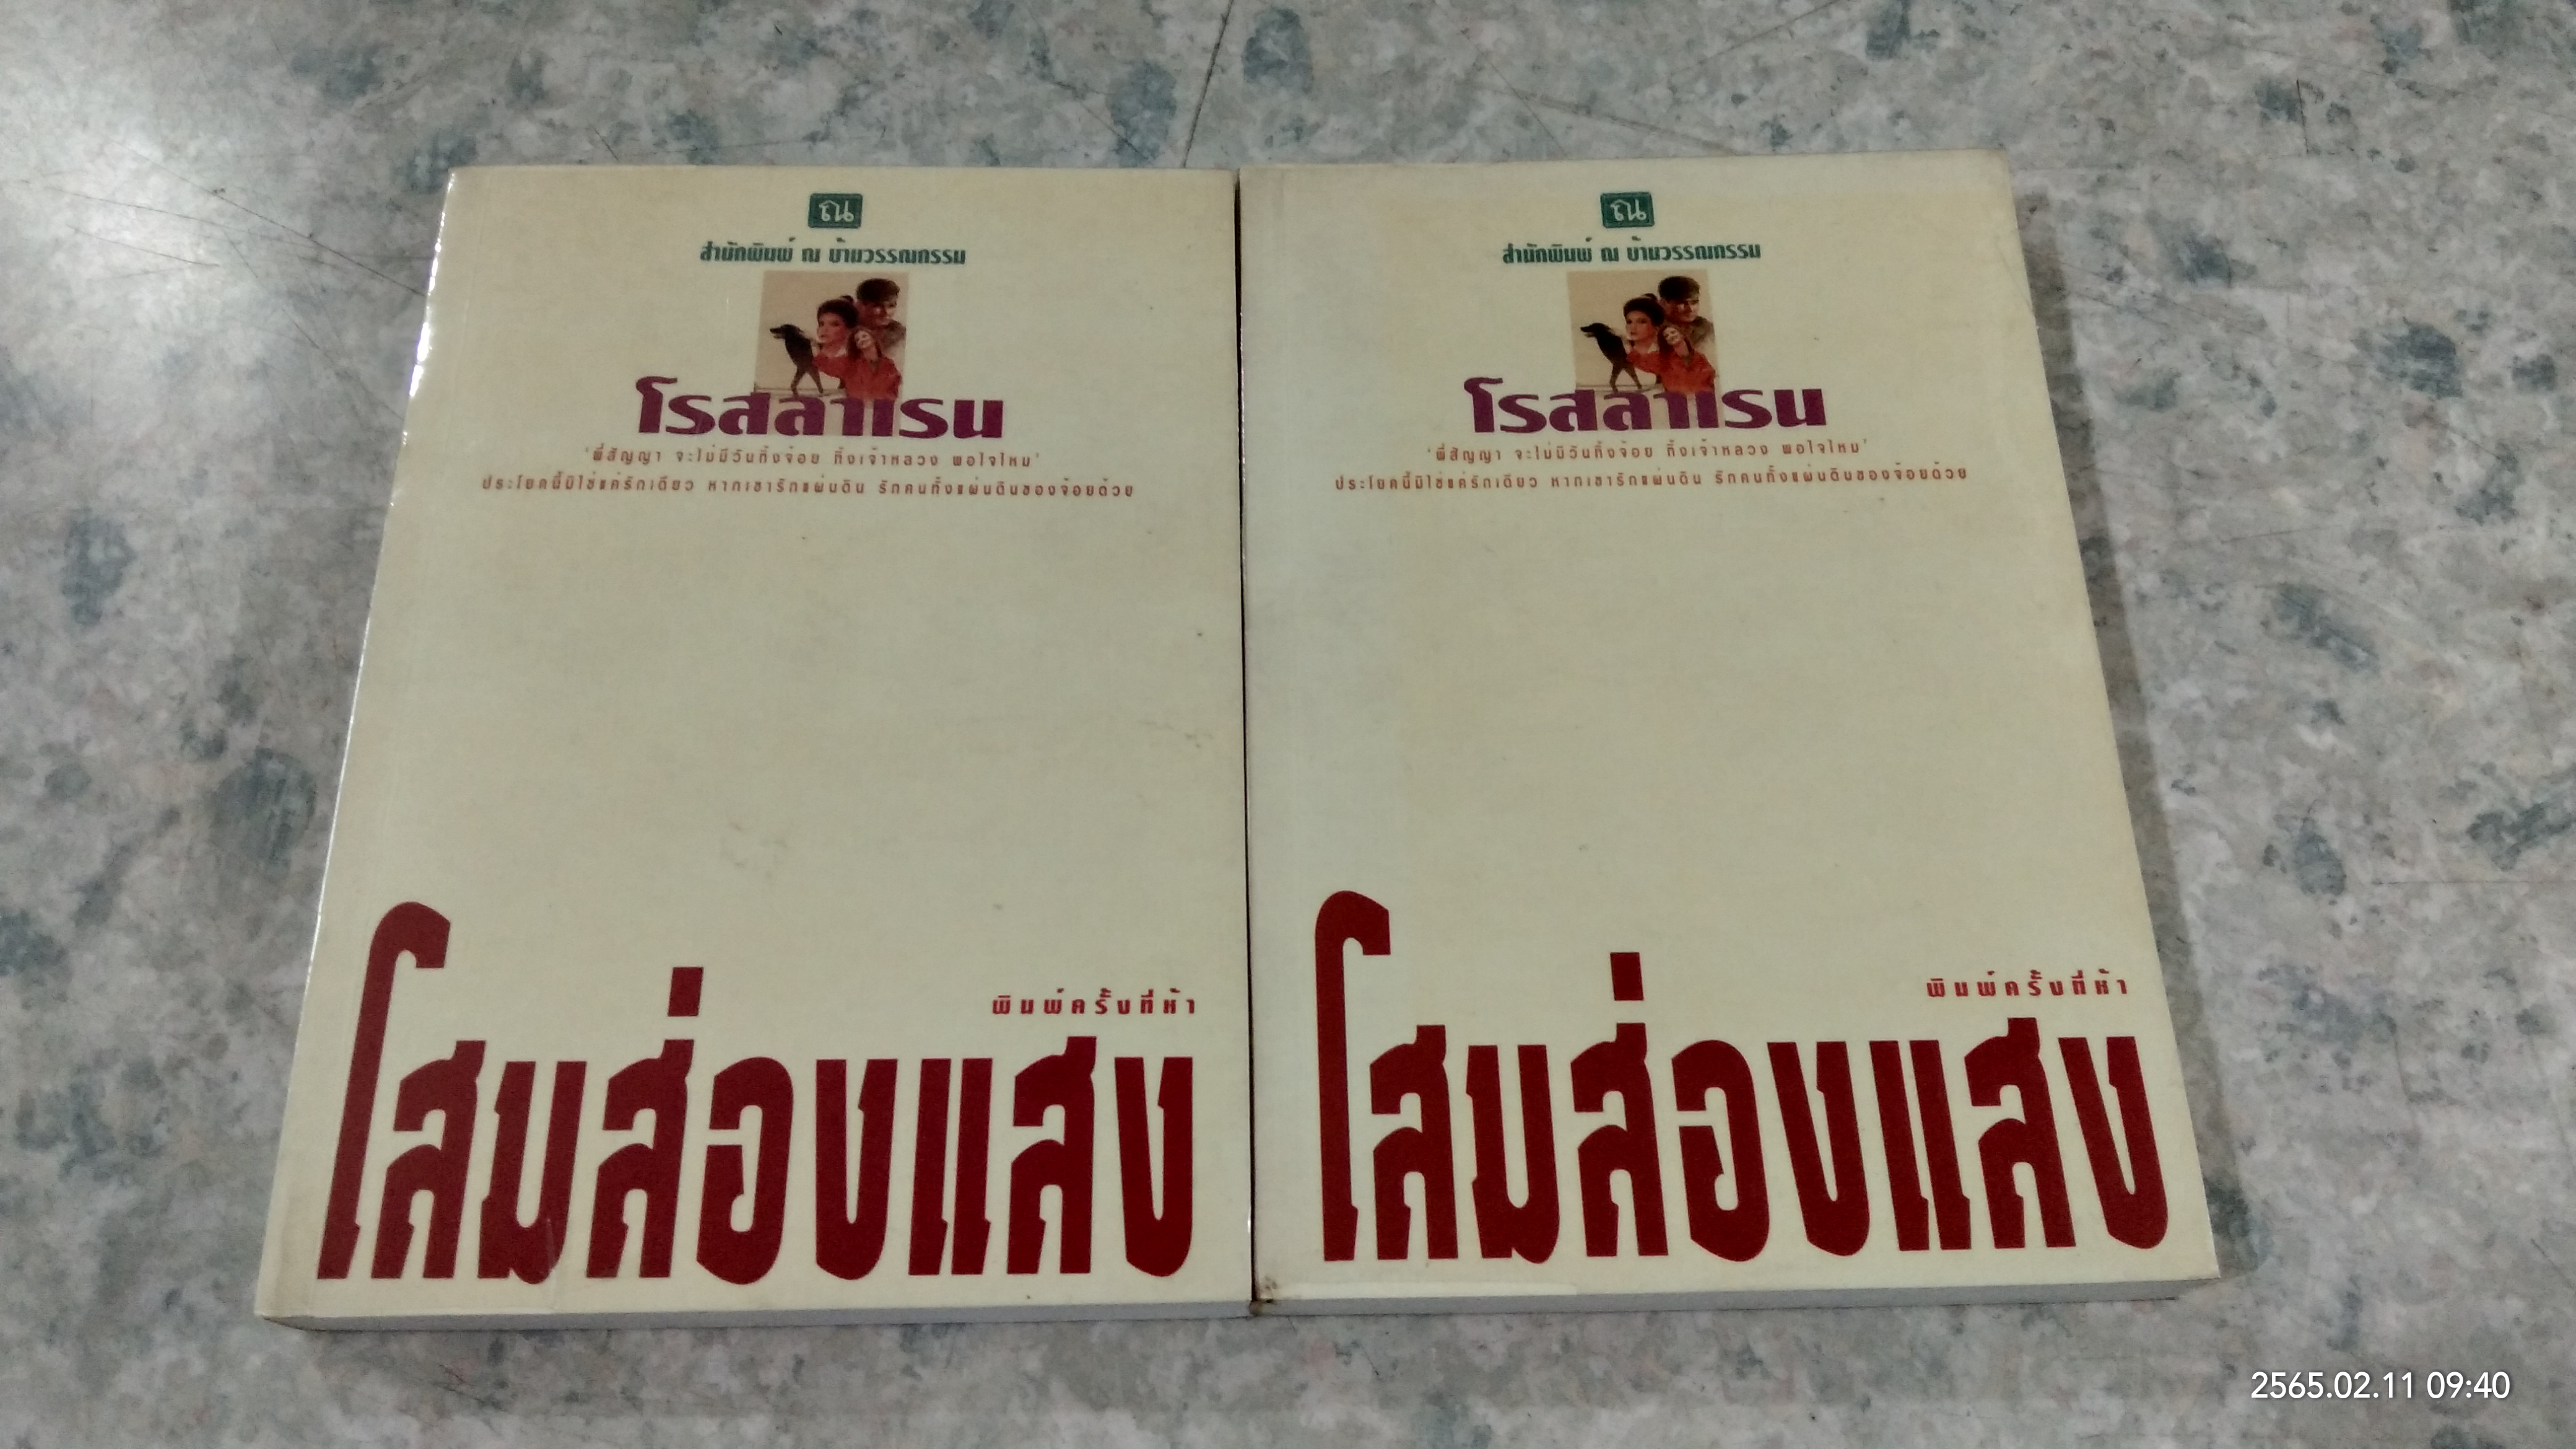 ณ
สำนักพิมพ์ ณ บ้านวรรณกรรม
โรสลาเรน
'พี่สัญญา จะไม่มีวันทิ้งจ้อย ทิ้งเจ้าหลวง พอใจไหม'
ประโยคนี้มิใช่แค่รักเดียว หากเขารักแผ่นดิน รักคนทั้งแผ่นดินของจ้อยด้วย
พิมพ์ครั้งที่ห้า
โสมส่องแสง
ณ
สำนักพิมพ์ ณ บ้านวรรณกรรม
โรสลาเรน
'พี่สัญญา จะไม่มีวันทิ้งจ้อย ทิ้งเจ้าหลวง พอใจไหม'
ประโยคนี้มิใช่แค่รักเดียว หากเขารักแผ่นดิน รักคนทั้งแผ่นดินของจ้อยด้วย
พิมพ์ครั้งที่ห้า
โสมส่องแสง
2565.02.11 09:40